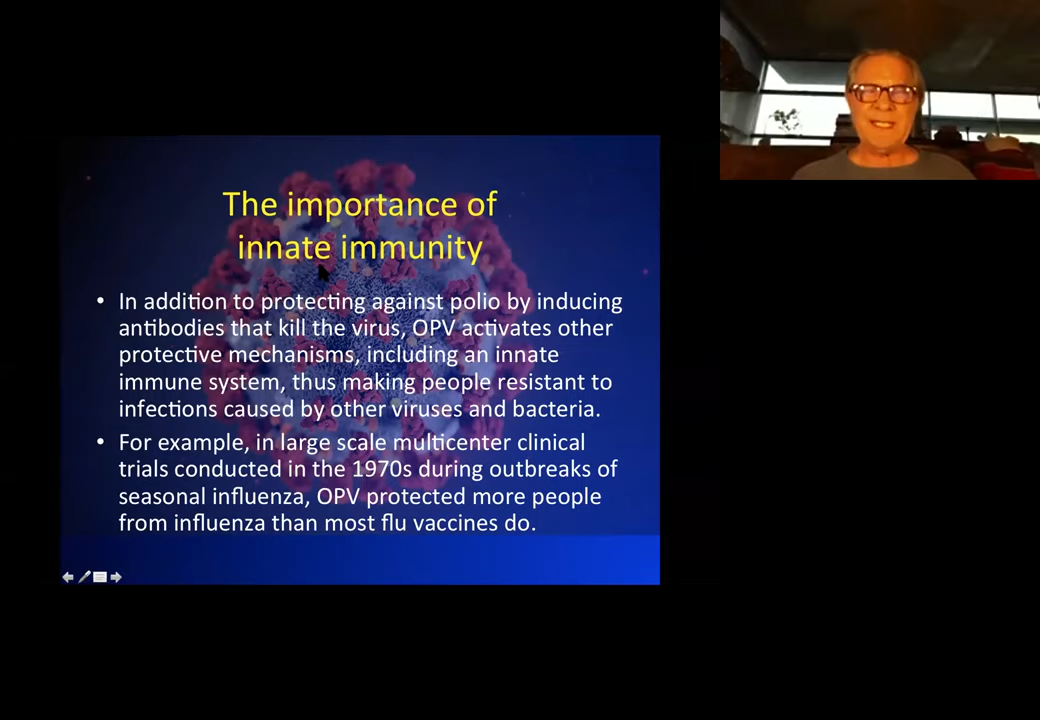 The importance of
innate immunity
• In addition to protecting against polio by inducing
antibodies that kill the virus, OPV activates other
protective mechanisms, including an innate
immune system, thus making people resistant to
infections caused by other viruses and bacteria.
• For example, in large scale multicenter clinical
trials conducted in the 1970s during outbreaks of
seasonal influenza, OPV protected more people
from influenza than most flu vaccines do.